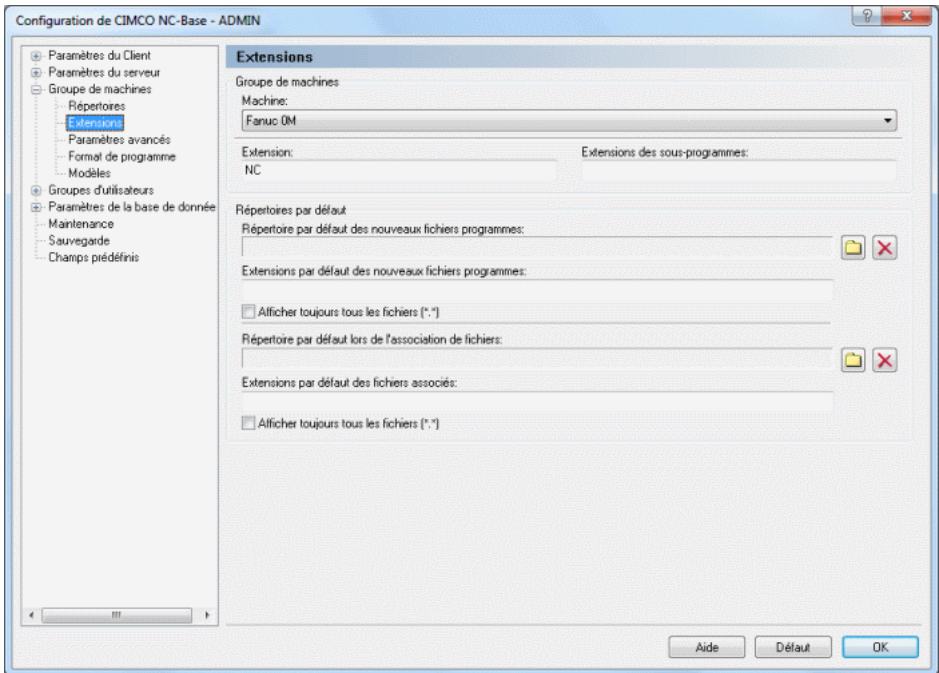 Configuration de CIMCO NC-Base - ADMIN
Paramètres du Client
Paramètres du serveur
Groupe de machines
Répertoires
Extensions
Paramètres avancés
Format de programme
Modèles
Groupes d'utilisateurs
Paramètres de la base de donnée
Maintenance
Sauvegarde
Champs prédéfinis
Extensions
Groupe de machines
Machine:
Fanuc 0M
Extension:
Extensions des sous-programmes:
NC
Répertoires par défaut
Répertoire par défaut des nouveaux fichiers programmes:
Extensions par défaut des nouveaux fichiers programmes:
Afficher toujours tous les fichiers (*.*)
Répertoire par défaut lors de l'association de fichiers:
Extensions par défaut des fichiers associés:
Afficher toujours tous les fichiers (*.*)
Aide
Défaut
OK